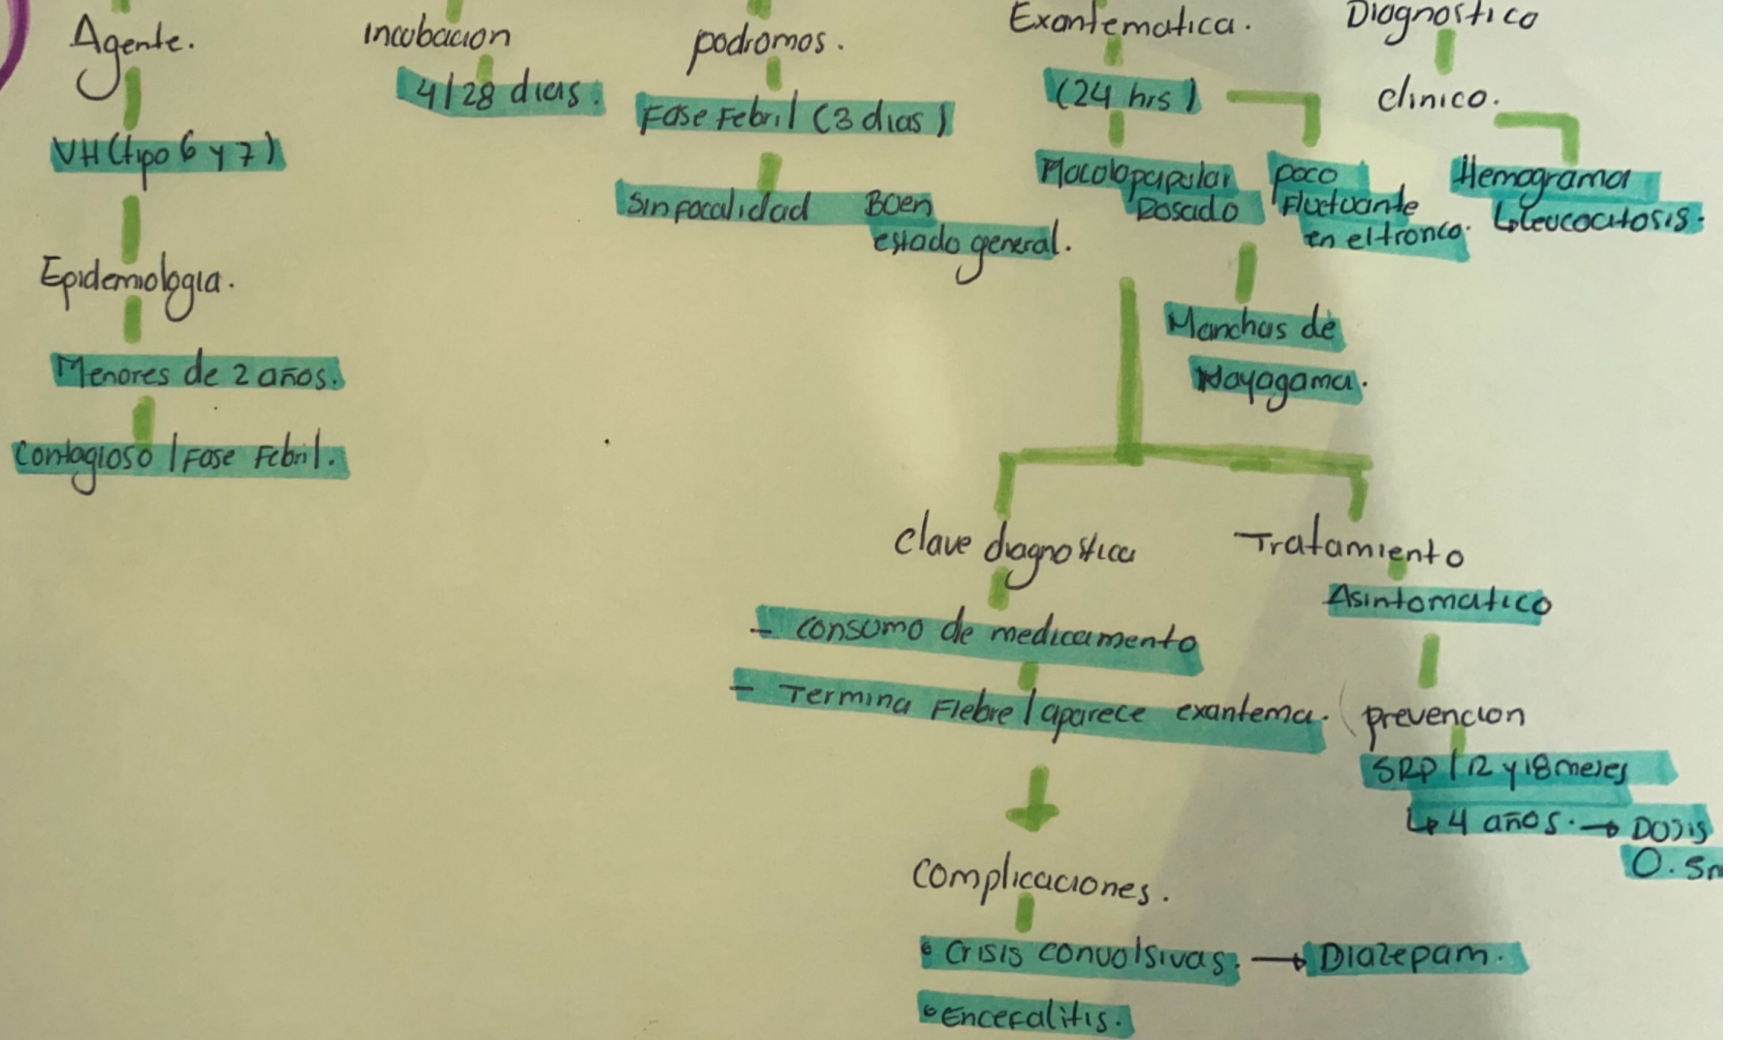 Agente.
VH (tipo 6 y 7)
Epidemiologia.
Menores de 2 años.
Contagioso / Fase Febril.
incubacion
4/28 dias.
podromos.
Fase Febril (3 dias)
Sin focalidad Buen
estado general.
Exantematica.
(24 hrs)
Macolopapular
Rosado
poco
Fluctuante
en el tronco.
Manchas de
Nayagama.
Diagnostico
clinico.
Hemograma
↳ Leucocitosis.
Clave diagnostica
- consumo de medicamento
- Termina Fiebre / aparece exantema.
Complicaciones.
• Crisis convulsivas. → Diazepam.
• Encefalitis.
Tratamiento
Asintomatico
prevencion
SRP / 12 y 18 meses
↳ 4 años. → Dosis
0.5m